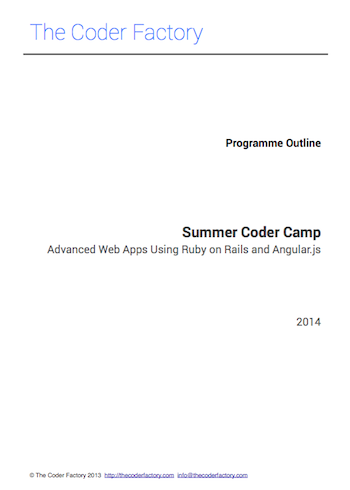 The Coder Factory
Programme Outline
Summer Coder Camp
Advanced Web Apps Using Ruby on Rails and Angular.js
2014
© The Coder Factory 2013 http://thecoderfactory.com info@thecoderfactory.com